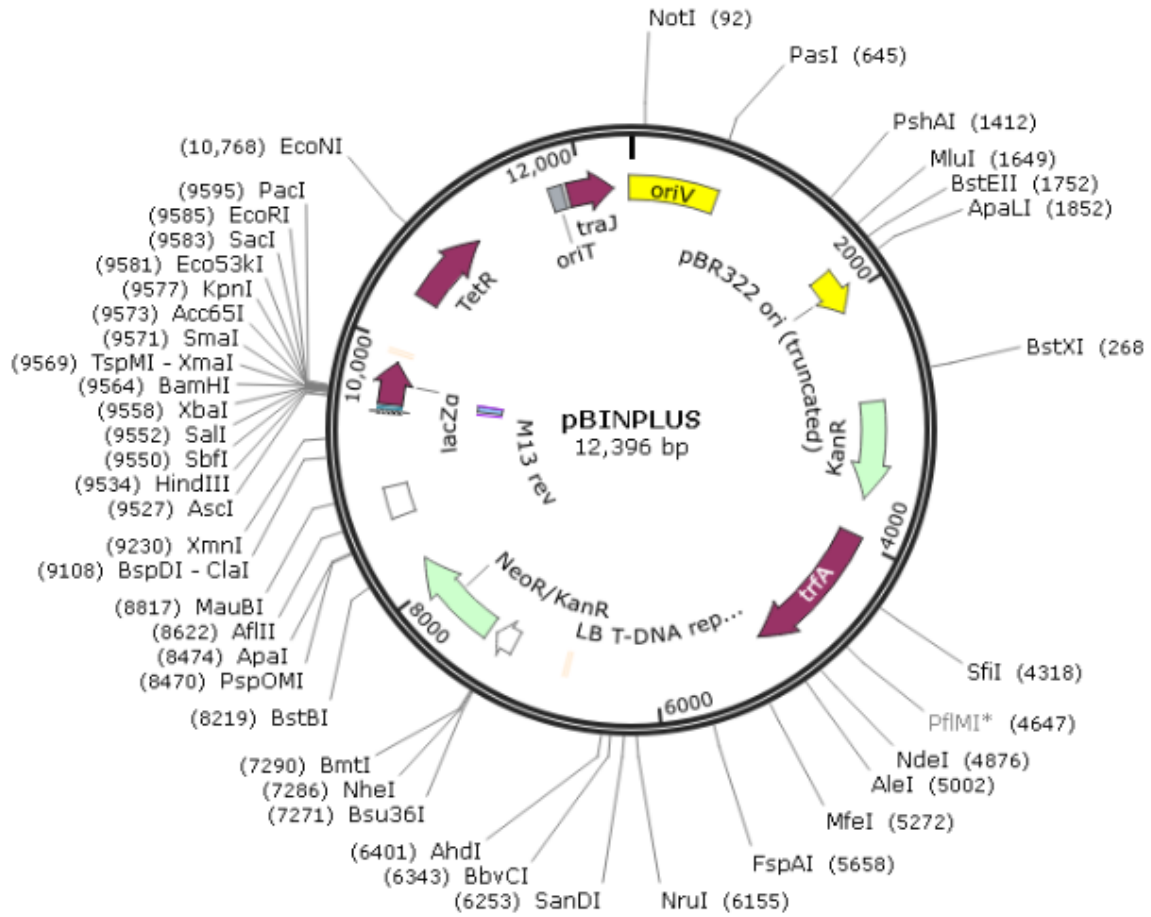 NotI (92)
PasI (645)
PshAI (1412)
MluI (1649)
BstEII (1752)
ApaLI (1852)
BstXI (268
SfiI (4318)
PflMI* (4647)
NdeI (4876)
AleI (5002)
MfeI (5272)
FspAI (5658)
NruI (6155)
(6253) SanDI
(6343) BbvCI
(6401) AhdI
(7271) Bsu36I
(7286) NheI
(7290) BmtI
(8219) BstBI
(8470) PspOMI
(8474) ApaI
(8622) AflII
(8817) MauBI
(9108) BspDI - ClaI
(9230) XmnI
(9527) AscI
(9534) HindIII
(9550) SbfI
(9552) SalI
(9558) XbaI
(9564) BamHI
(9569) TspMI - XmaI
(9571) SmaI
(9573) Acc65I
(9577) KpnI
(9581) Eco53kI
(9583) SacI
(9585) EcoRI
(9595) PacI
(10,768) EcoNI
12,000
2000
4000
6000
8000
10,000
oriV
pBR322 ori (truncated)
KanR
trfA
LB T-DNA rep...
NeoR/KanR
M13 rev
lacZα
TetR
oriT
traJ
pBINPLUS
12,396 bp